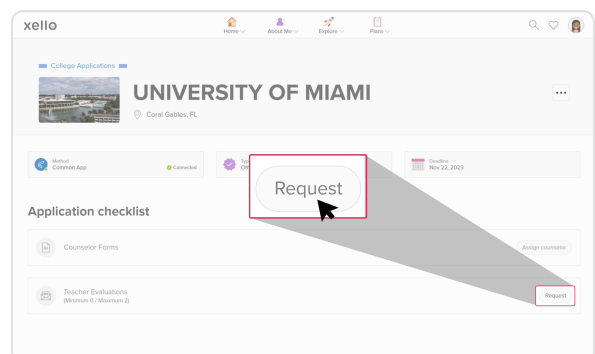 xello
Home
About Me
Explore
Plans
College Applications
UNIVERSITY OF MIAMI
Coral Gables, FL
Method
Common App
Connected
Deadline
Nov 22, 2023
Request
Application checklist
Counselor Forms
Assign counselor
Teacher Evaluations
(Minimum 0 / Maximum 2)
Request